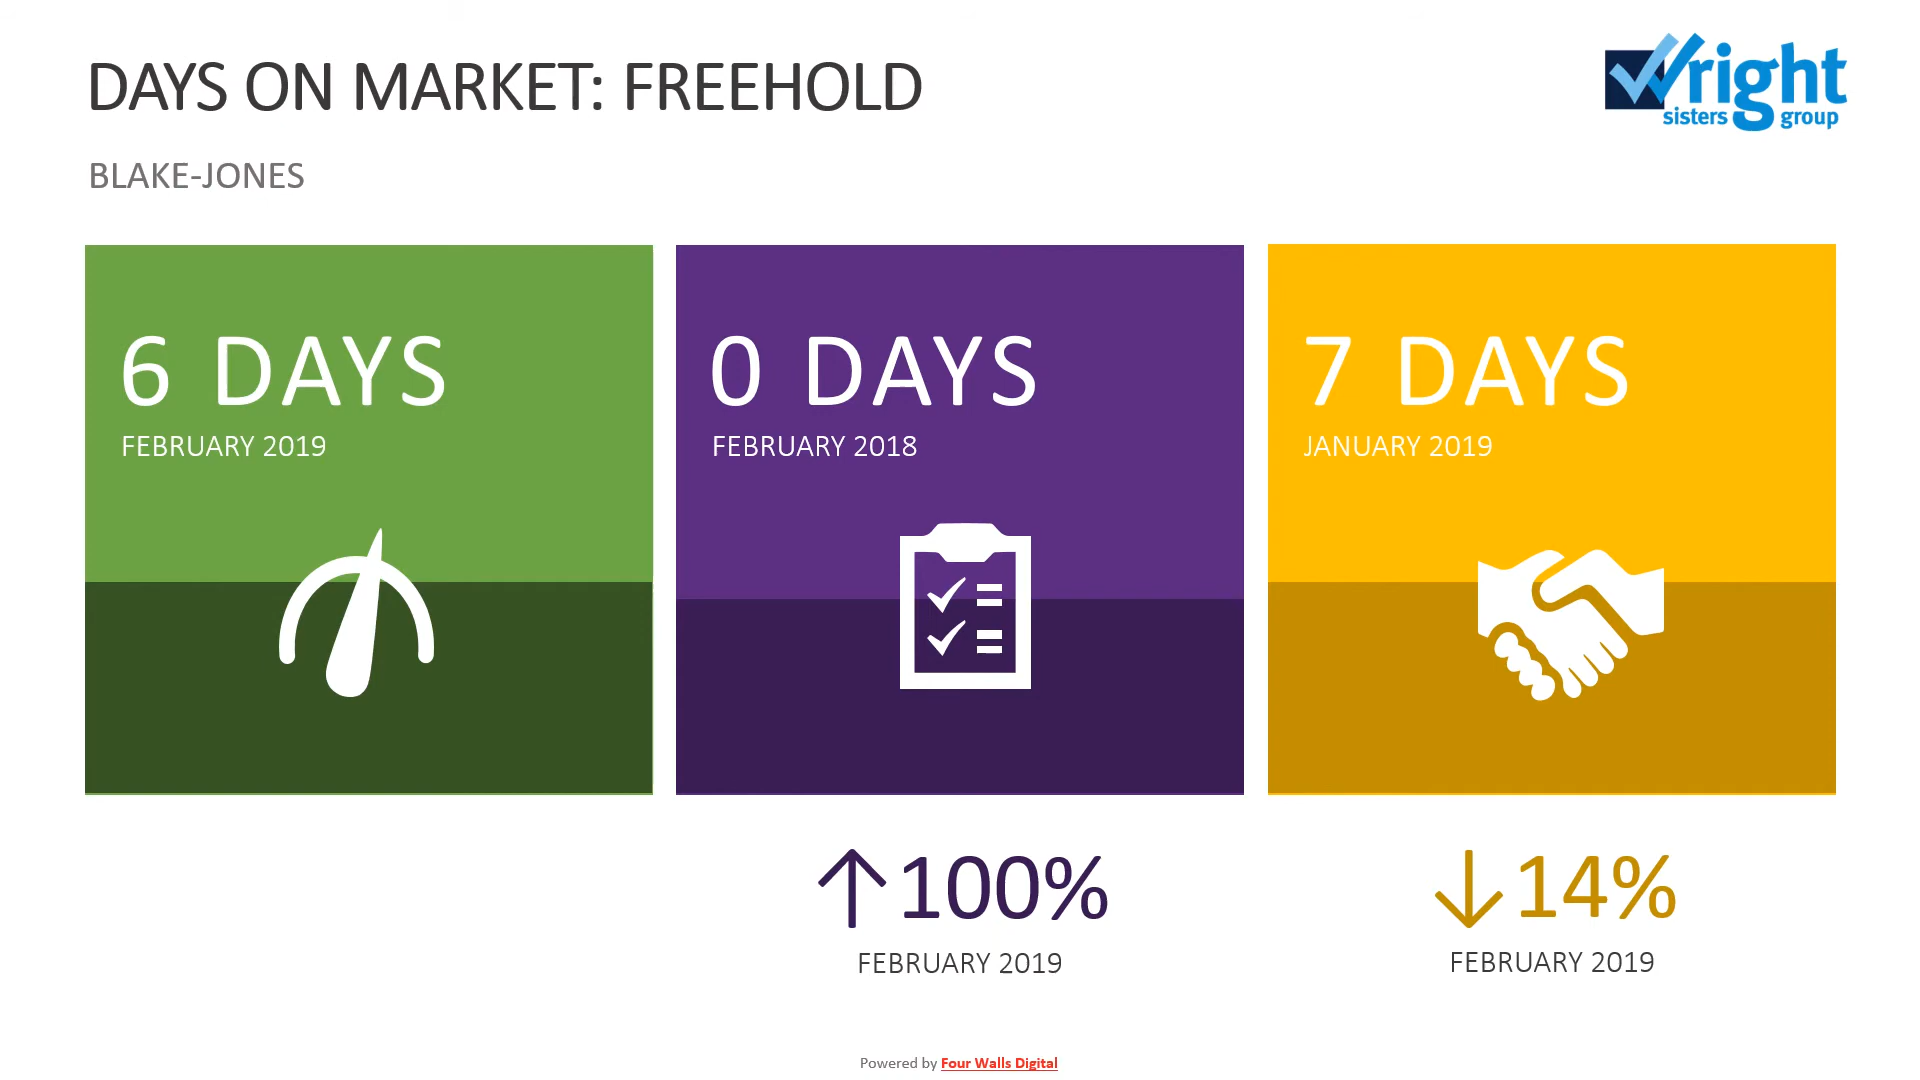 DAYS ON MARKET: FREEHOLD
Wright
sisters group
BLAKE-JONES
6 DAYS
FEBRUARY 2019
0 DAYS
FEBRUARY 2018
7 DAYS
JANUARY 2019
↑100%
FEBRUARY 2019
↓14%
FEBRUARY 2019
Powered by Four Walls Digital